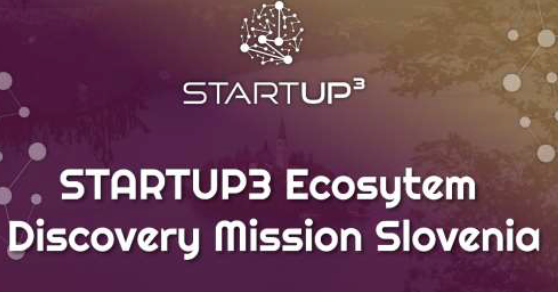 STARTUP³
STARTUP3 Ecosytem
Discovery Mission Slovenia